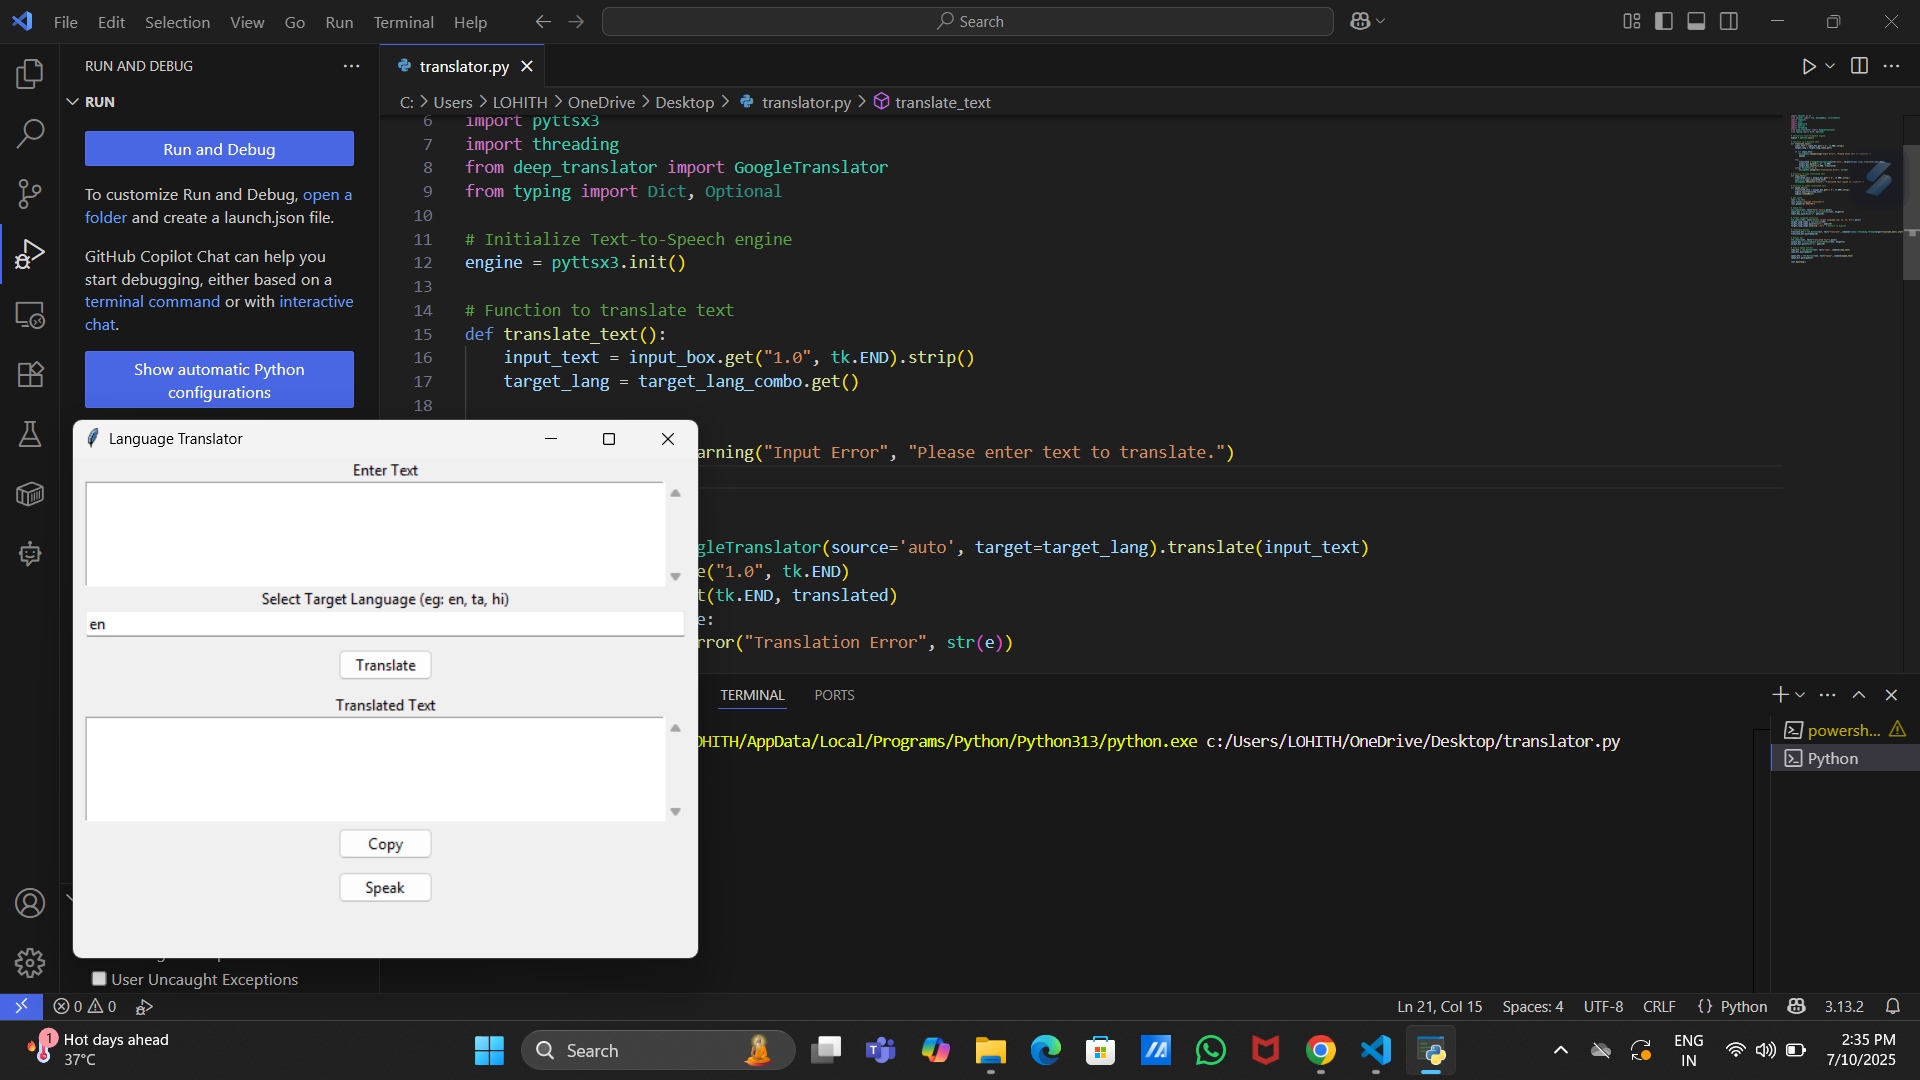 File Edit Selection View Go Run Terminal Help
Search
RUN AND DEBUG
RUN
Run and Debug
To customize Run and Debug, open a
folder and create a launch.json file.
GitHub Copilot Chat can help you
start debugging, either based on a
terminal command or with interactive
chat.
Show automatic Python
configurations
User Uncaught Exceptions
translator.py
C: > Users > LOHITH > OneDrive > Desktop > translator.py > translate_text
6 import pyttsx3
7 import threading
8 from deep_translator import GoogleTranslator
9 from typing import Dict, Optional
10
11 # Initialize Text-to-Speech engine
12 engine = pyttsx3.init()
13
14 # Function to translate text
15 def translate_text():
16 input_text = input_box.get("1.0", tk.END).strip()
17 target_lang = target_lang_combo.get()
18
arning("Input Error", "Please enter text to translate.")
gleTranslator(source='auto', target=target_lang).translate(input_text)
e("1.0", tk.END)
t(tk.END, translated)
e:
rror("Translation Error", str(e))
Language Translator
Enter Text
Select Target Language (eg: en, ta, hi)
en
Translate
Translated Text
Copy
Speak
TERMINAL PORTS
OHITH/AppData/Local/Programs/Python/Python313/python.exe c:/Users/LOHITH/OneDrive/Desktop/translator.py
powersh...
Python
0 0
Ln 21, Col 15 Spaces: 4 UTF-8 CRLF {} Python 3.13.2
1
Hot days ahead
37°C
Search
ENG
IN
2:35 PM
7/10/2025